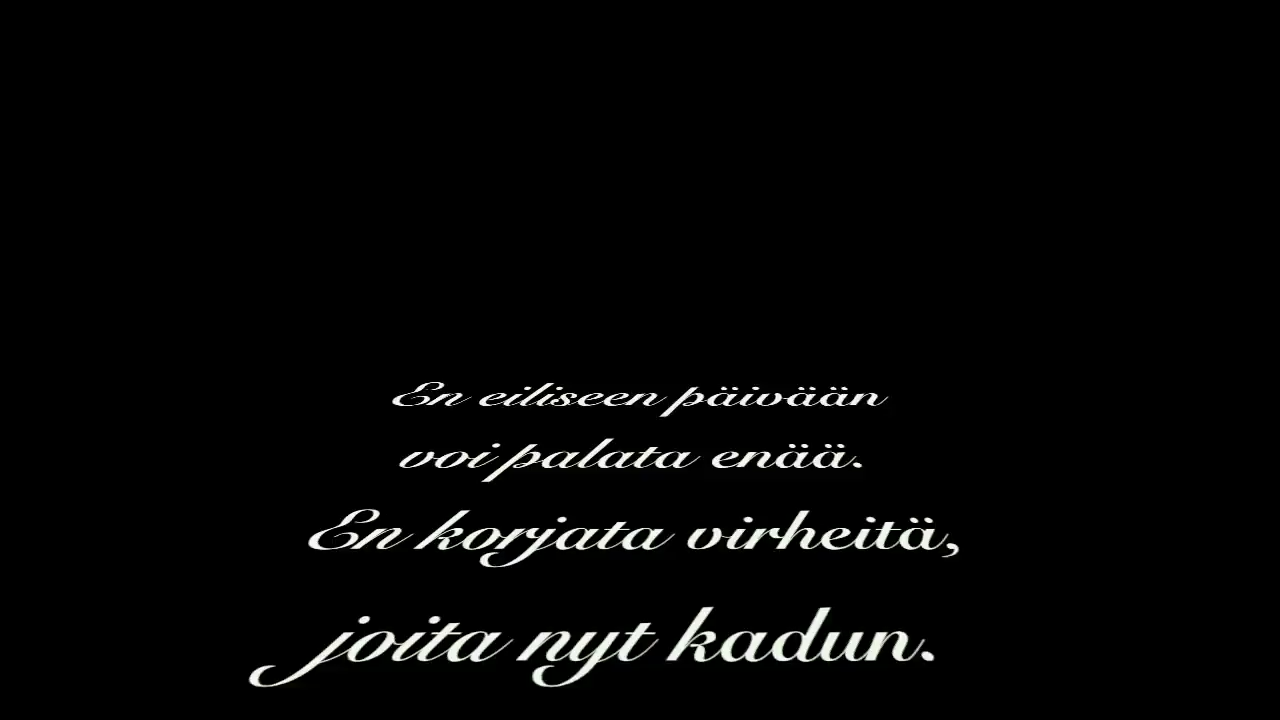 En eiliseen päivään
voi palata enää.
En korjata virheitä,
joita nyt kadun.